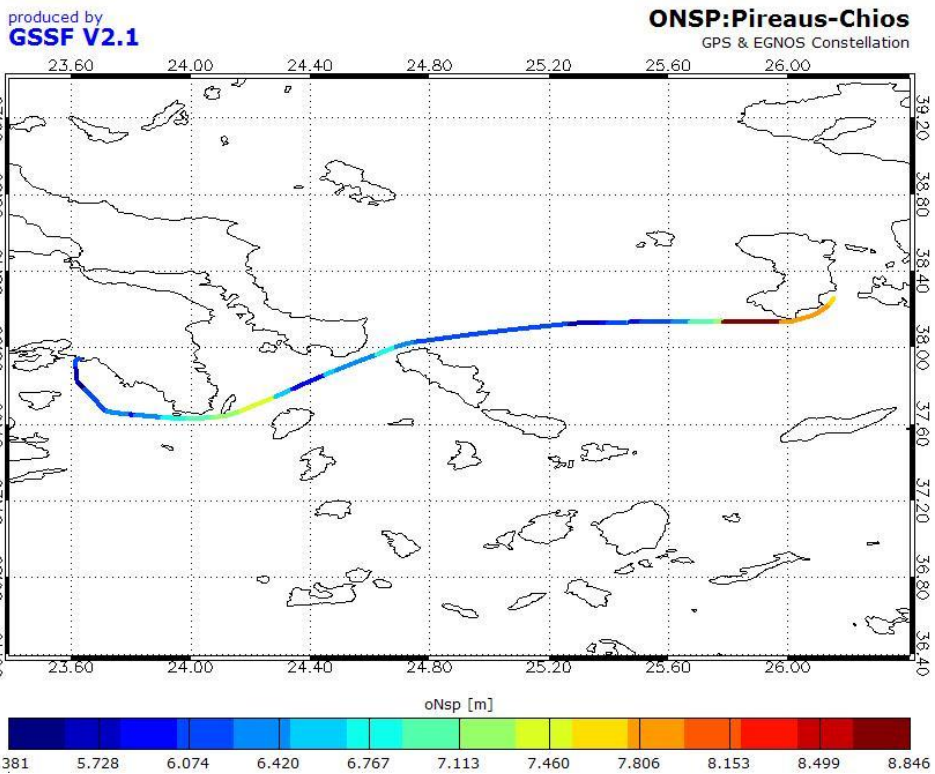 produced by
GSSF V2.1
ONSP:Pireaus-Chios
GPS & EGNOS Constellation
23.60 24.00 24.40 24.80 25.20 25.60 26.00
39.20
38.80
38.40
38.00
37.60
37.20
36.80
36.40
23.60 24.00 24.40 24.80 25.20 25.60 26.00
oNsp [m]
381 5.728 6.074 6.420 6.767 7.113 7.460 7.806 8.153 8.499 8.846